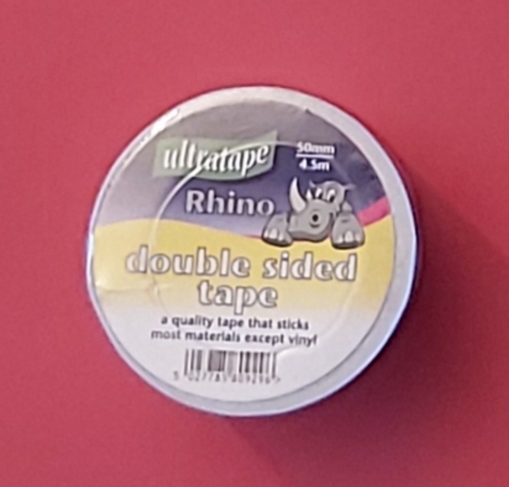 ultratape
50mm
4.5m
Rhino
double sided
tape
a quality tape that sticks
most materials except vinyl